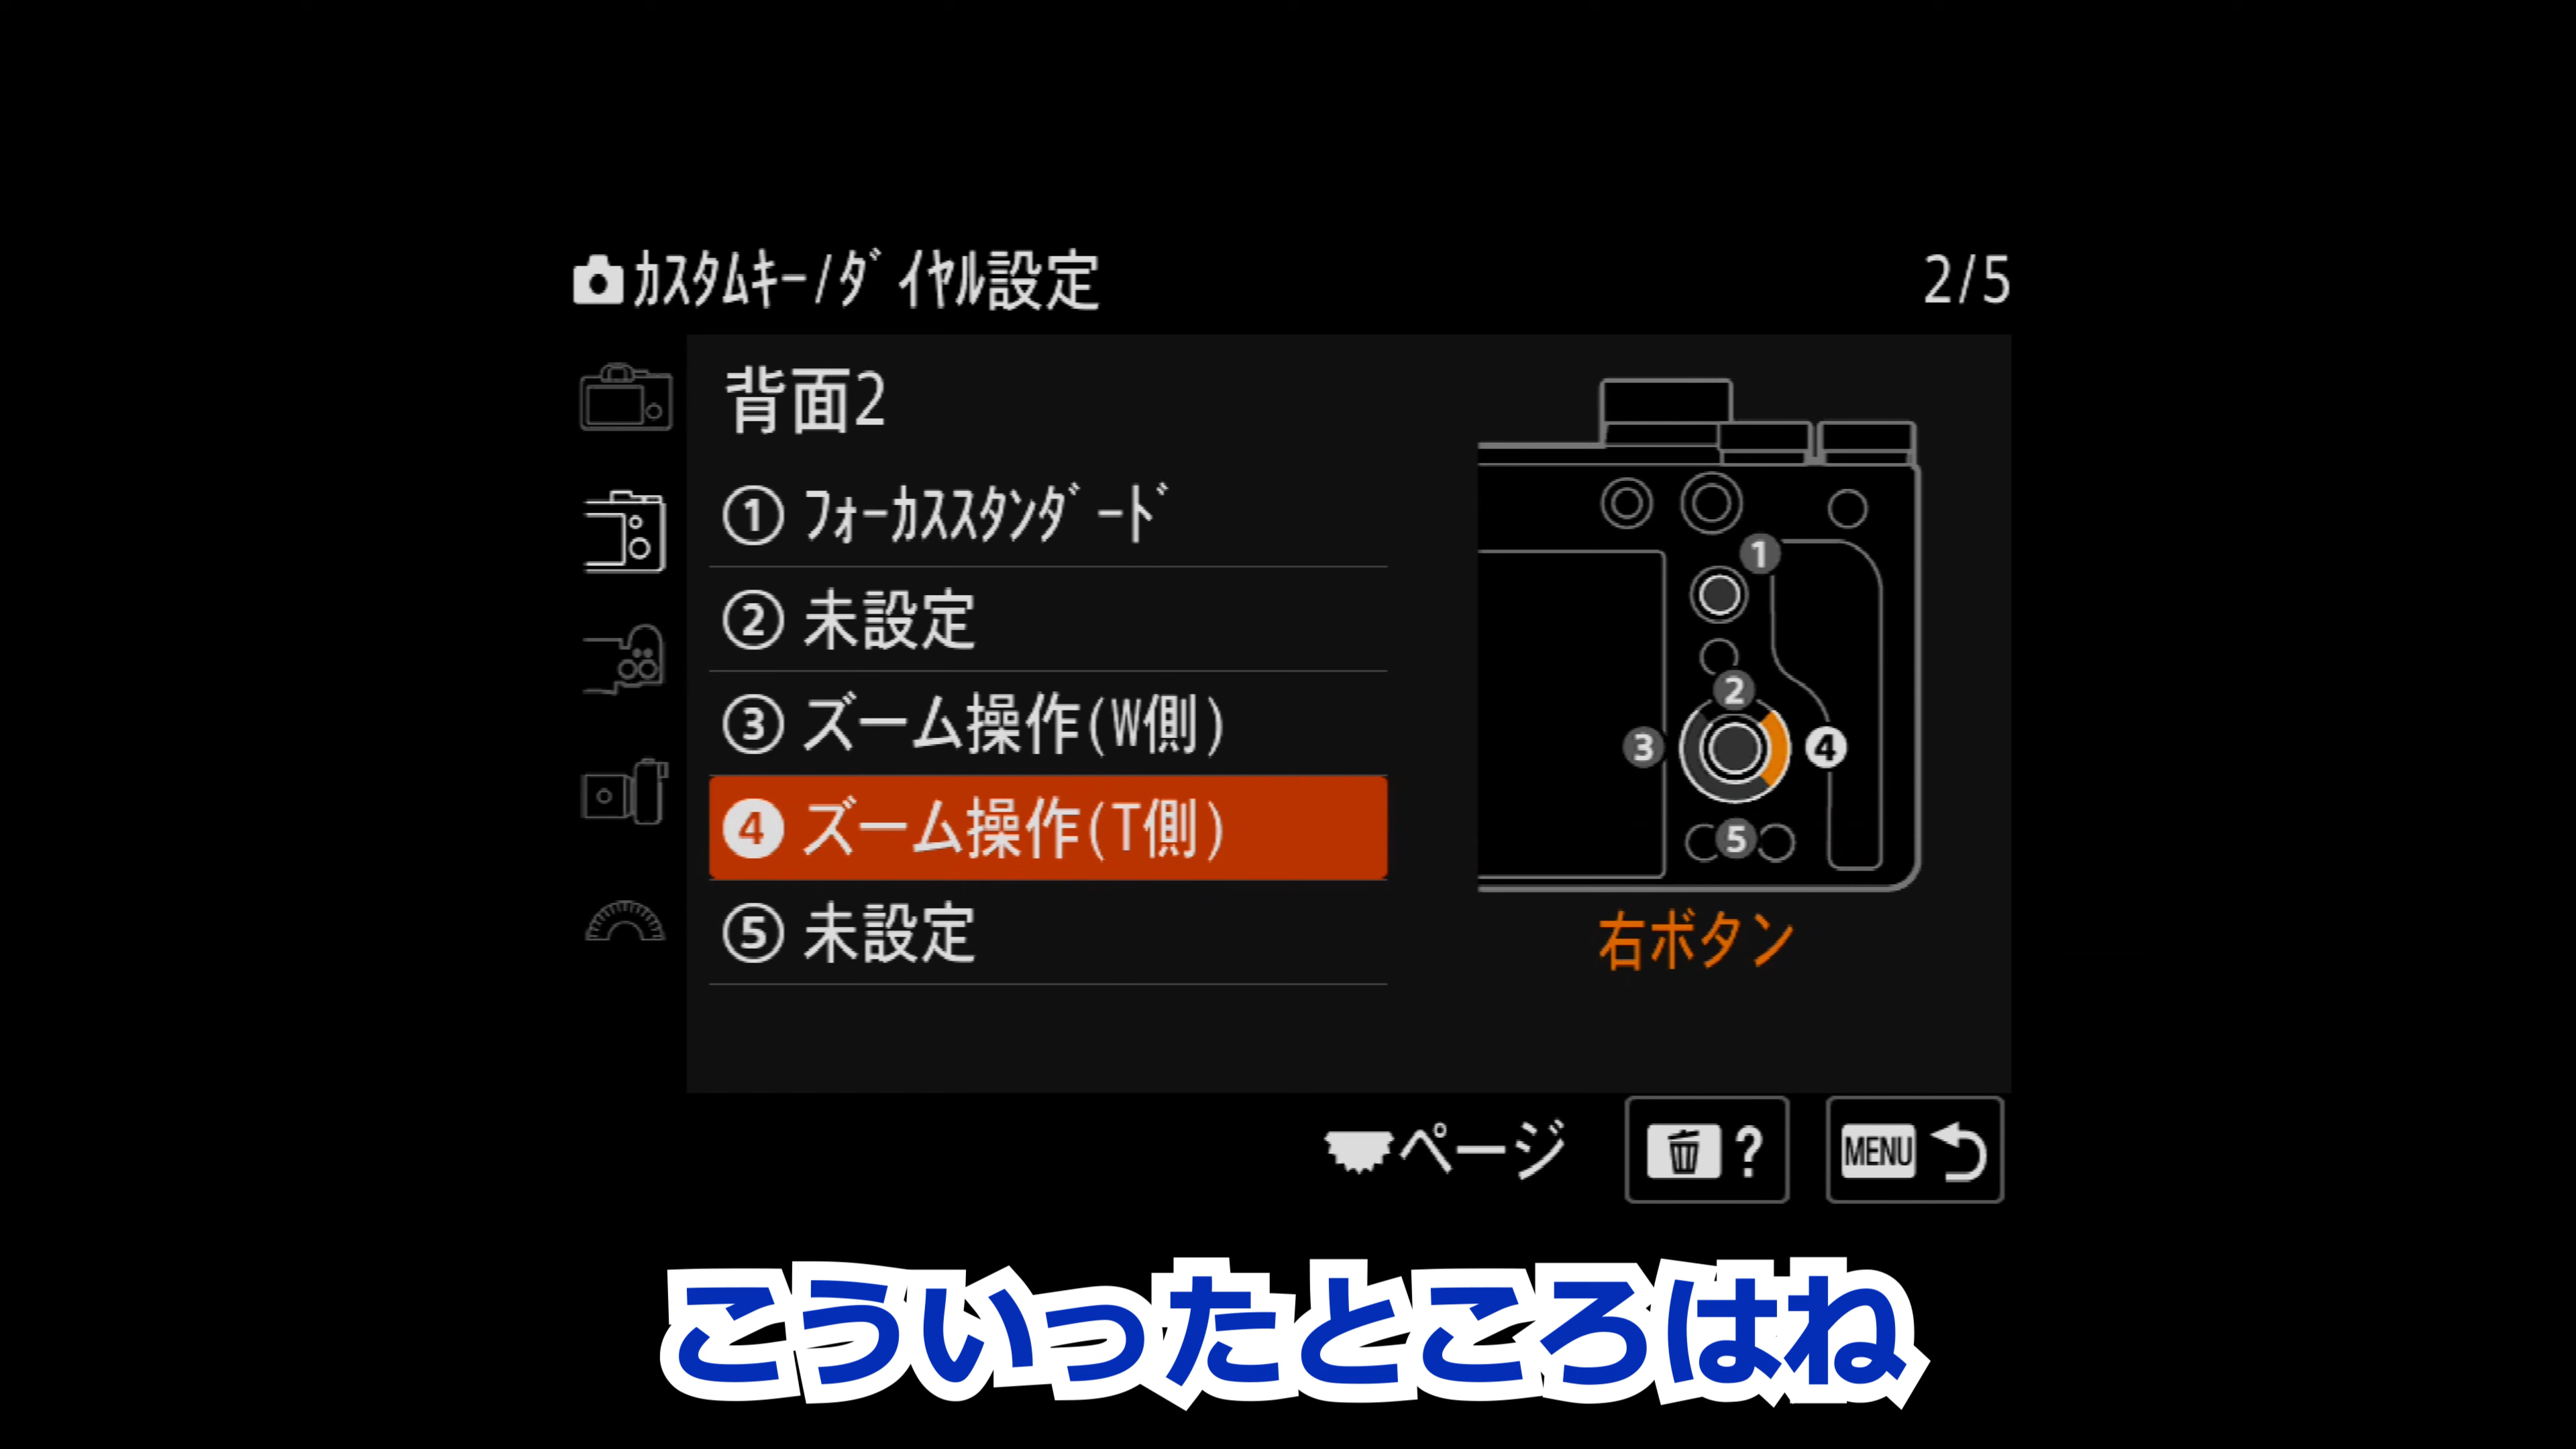 ｶｽﾀﾑｷｰ/ﾀﾞｲﾔﾙ設定 2/5
背面2
① ﾌｫｰｶｽｽﾀﾝﾀﾞｰﾄﾞ
② 未設定
③ ズーム操作(W側)
④ ズーム操作(T側)
⑤ 未設定
1
2
3 4
5
右ボタン
ページ ? MENU
こういったところはね